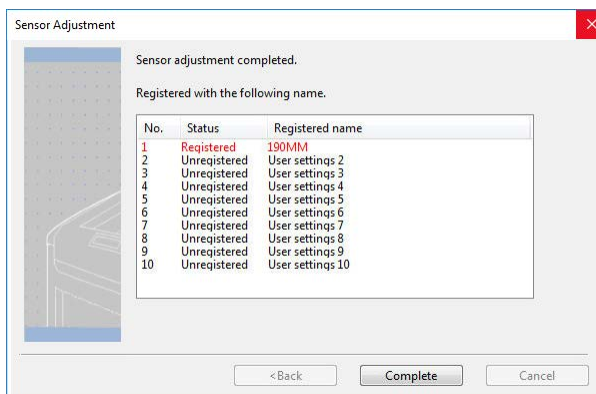 Sensor Adjustment
Sensor adjustment completed.
Registered with the following name.
No. Status Registered name
1 Registered 190MM
2 Unregistered User settings 2
3 Unregistered User settings 3
4 Unregistered User settings 4
5 Unregistered User settings 5
6 Unregistered User settings 6
7 Unregistered User settings 7
8 Unregistered User settings 8
9 Unregistered User settings 9
10 Unregistered User settings 10
<Back Complete Cancel